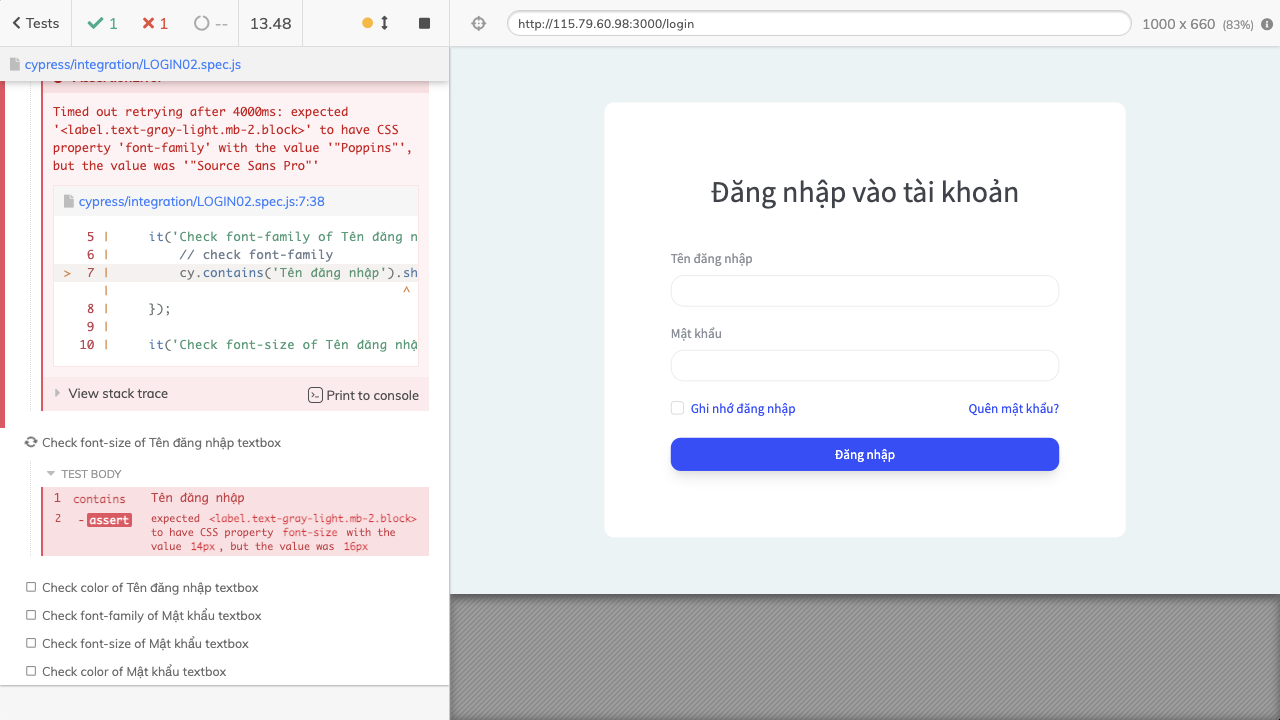 Tests
1
1
--
13.48
http://115.79.60.98:3000/login
1000 x 660 (83%)
cypress/integration/LOGIN02.spec.js
AssertionError
Timed out retrying after 4000ms: expected
'<label.text-gray-light.mb-2.block>' to have CSS
property 'font-family' with the value '"Poppins"',
but the value was '"Source Sans Pro"'
cypress/integration/LOGIN02.spec.js:7:38
5 | it('Check font-family of Tên đăng n
6 | // check font-family
> 7 | cy.contains('Tên đăng nhập').sh
| ^
8 | });
9 |
10 | it('Check font-size of Tên đăng nhậ
View stack trace
Print to console
Check font-size of Tên đăng nhập textbox
TEST BODY
1 contains Tên đăng nhập
2 -assert expected <label.text-gray-light.mb-2.block>
to have CSS property font-size with the
value 14px, but the value was 16px
Check color of Tên đăng nhập textbox
Check font-family of Mật khẩu textbox
Check font-size of Mật khẩu textbox
Check color of Mật khẩu textbox
Đăng nhập vào tài khoản
Tên đăng nhập
Mật khẩu
Ghi nhớ đăng nhập
Quên mật khẩu?
Đăng nhập